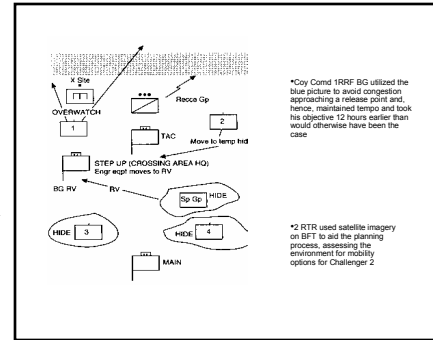 X Site
Recce Gp
OVERWATCH
1
2
TAC
Move to temp hid
STEP UP (CROSSING AREA HQ)
Engr eqpt moves to RV
BG RV
RV
Sp Gp
HIDE
HIDE
3
HIDE
4
MAIN
•Coy Comd 1RRF BG utilized the
blue picture to avoid congestion
approaching a release point and,
hence, maintained tempo and took
his objective 12 hours earlier than
would otherwise have been the
case
•2 RTR used satellite imagery
on BFT to aid the planning
process, assessing the
environment for mobility
options for Challenger 2